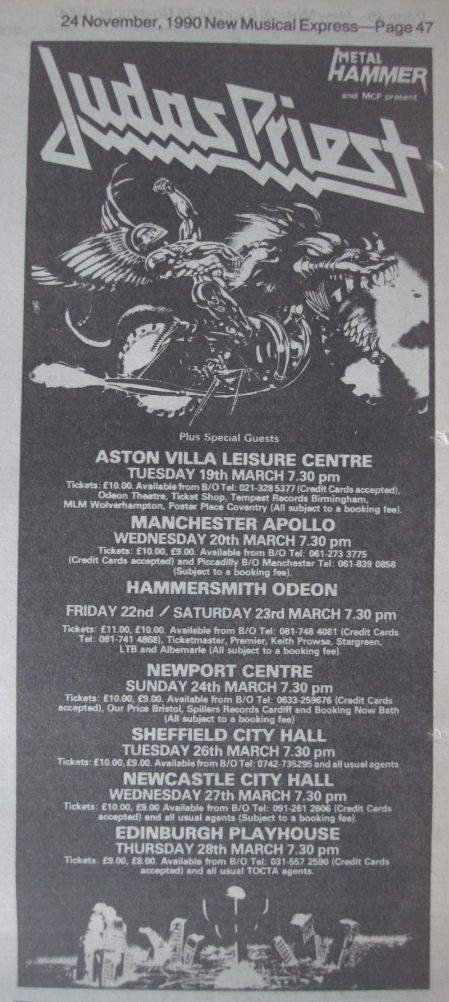 24 November, 1990 New Musical Express—Page 47
METAL
HAMMER
and MCP present
Judas Priest
Plus Special Guests
ASTON VILLA LEISURE CENTRE
TUESDAY 19th MARCH 7.30 pm
Tickets: £10.00. Available from B/O Tel: 021-328 5377 (Credit Cards accepted),
Odeon Theatre, Ticket Shop, Tempest Records Birmingham,
MLM Wolverhampton, Poster Place Coventry (All subject to a booking fee).
MANCHESTER APOLLO
WEDNESDAY 20th MARCH 7.30 pm
Tickets: £10.00, £9.00. Available from B/O Tel: 061-273 3775
(Credit Cards accepted) and Piccadilly B/O Manchester Tel: 061-839 0858
(Subject to a booking fee).
HAMMERSMITH ODEON
FRIDAY 22nd / SATURDAY 23rd MARCH 7.30 pm
Tickets: £11.00, £10.00. Available from B/O Tel: 081-748 4081 (Credit Cards
Tel: 081-741 4868), Ticketmaster, Premier, Keith Prowse, Stargreen,
LTB and Albemarle (All subject to a booking fee).
NEWPORT CENTRE
SUNDAY 24th MARCH 7.30 pm
Tickets: £10.00, £9.00. Available from B/O Tel: 0633-259676 (Credit Cards
accepted), Our Price Bristol, Spillers Records Cardiff and Booking Now Bath
(All subject to a booking fee)
SHEFFIELD CITY HALL
TUESDAY 26th MARCH 7.30 pm
Tickets: £10.00, £9.00. Available from B/O Tel: 0742-735295 and all usual agents
NEWCASTLE CITY HALL
WEDNESDAY 27th MARCH 7.30 pm
Tickets: £10.00, £9.00 Available from B/O Tel: 091-261 2606 (Credit Cards
accepted) and all usual agents (Subject to a booking fee).
EDINBURGH PLAYHOUSE
THURSDAY 28th MARCH 7.30 pm
Tickets: £9.00, £8.00. Available from B/O Tel: 031-557 2590 (Credit Cards
accepted) and all usual TOCTA agents.